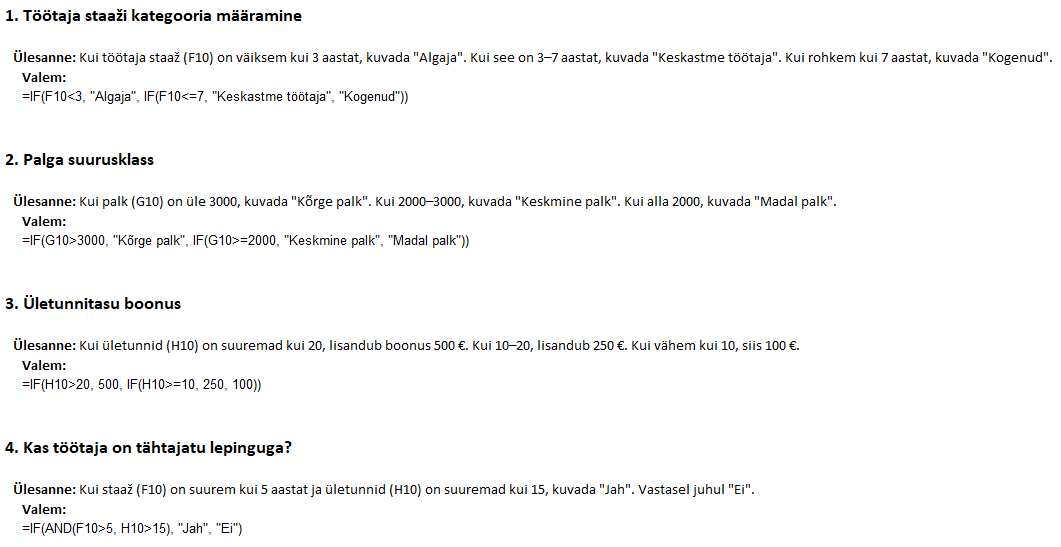 1. Töötaja staaži kategooria määramine
Ülesanne: Kui töötaja staaž (F10) on väiksem kui 3 aastat, kuvada "Algaja". Kui see on 3–7 aastat, kuvada "Keskastme töötaja". Kui rohkem kui 7 aastat, kuvada "Kogenud".
Valem:
=IF(F10<3, "Algaja", IF(F10<=7, "Keskastme töötaja", "Kogenud"))
2. Palga suurusklass
Ülesanne: Kui palk (G10) on üle 3000, kuvada "Kõrge palk". Kui 2000–3000, kuvada "Keskmine palk". Kui alla 2000, kuvada "Madal palk".
Valem:
=IF(G10>3000, "Kõrge palk", IF(G10>=2000, "Keskmine palk", "Madal palk"))
3. Ületunnitasu boonus
Ülesanne: Kui ületunnid (H10) on suuremad kui 20, lisandub boonus 500 €. Kui 10–20, lisandub 250 €. Kui vähem kui 10, siis 100 €.
Valem:
=IF(H10>20, 500, IF(H10>=10, 250, 100))
4. Kas töötaja on tähtajatu lepinguga?
Ülesanne: Kui staaž (F10) on suurem kui 5 aastat ja ületunnid (H10) on suuremad kui 15, kuvada "Jah". Vastasel juhul "Ei".
Valem:
=IF(AND(F10>5, H10>15), "Jah", "Ei")